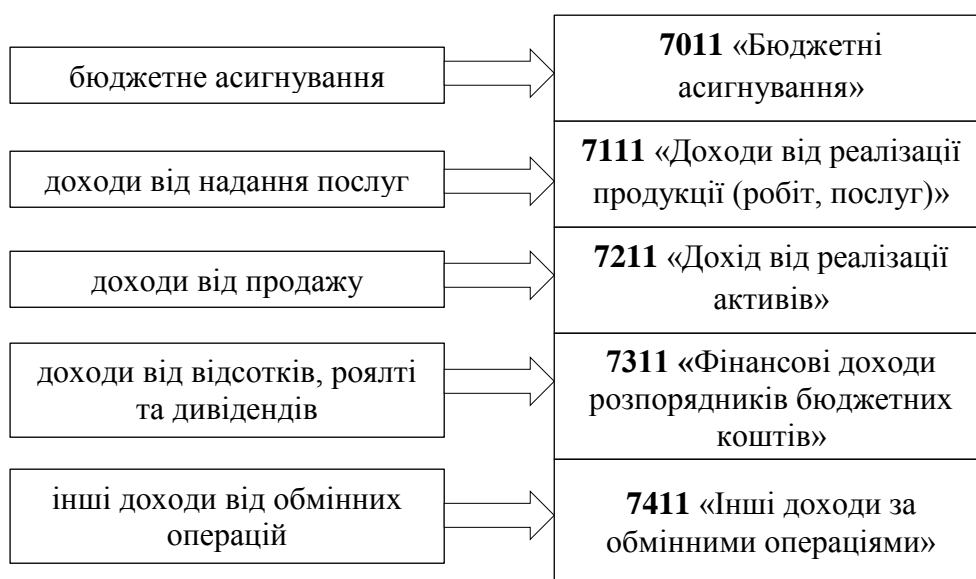 бюджетне асигнування
7011 «Бюджетні
асигнування»
доходи від надання послуг
7111 «Доходи від реалізації
продукції (робіт, послуг)»
доходи від продажу
7211 «Дохід від реалізації
активів»
доходи від відсотків, роялті
та дивідендів
7311 «Фінансові доходи
розпорядників бюджетних
коштів»
інші доходи від обмінних
операцій
7411 «Інші доходи за
обмінними операціями»